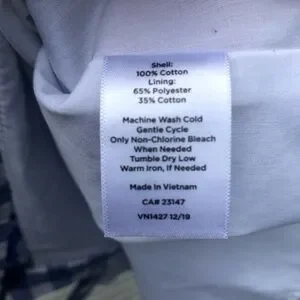 Shell:
100% Cotton
Lining:
65% Polyester
35% Cotton
Machine Wash Cold
Gentle Cycle
Only Non-Chlorine Bleach
When Needed
Tumble Dry Low
Warm Iron, If Needed
Made in Vietnam
CA# 23147
VN1427 12/19